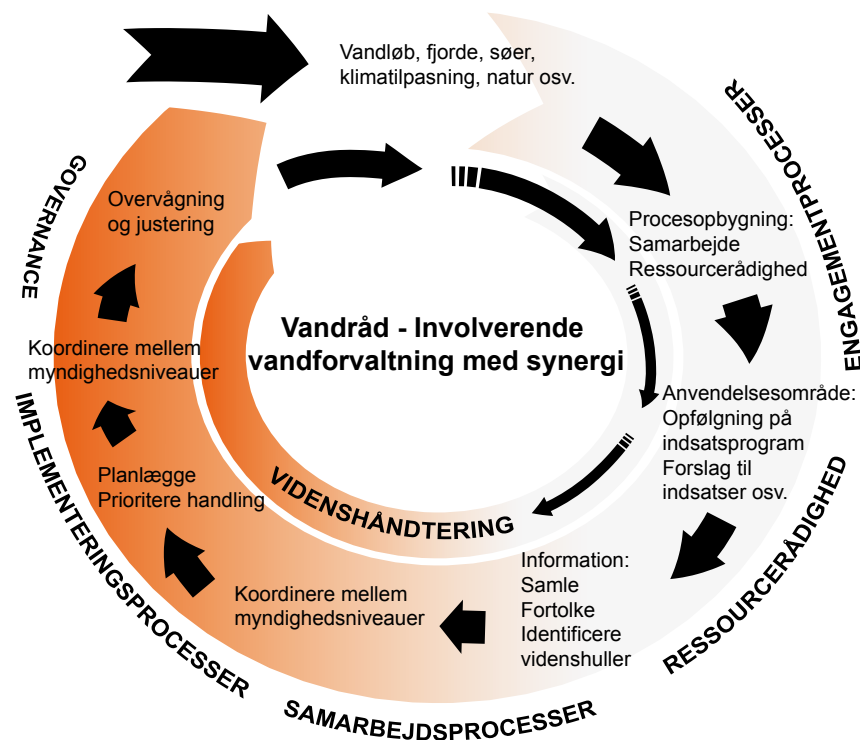 Vandløb, fjorde, søer,
klimatilpasning, natur osv.
ENGAGEMENTPROCESSER
Procesopbygning:
Samarbejde
Ressourcerådighed
Anvendelsesområde:
Opfølgning på
indsatsprogram
Forslag til
indsatser osv.
RESSOURCERÅDIGHED
Information:
Samle
Fortolke
Identificere
videnshuller
SAMARBEJDSPROCESSER
Koordinere mellem
myndighedsniveauer
IMPLEMENTERINGSPROCESSER
Planlægge
Prioritere handling
Koordinere mellem
myndighedsniveauer
GOVERNANCE
Overvågning
og justering
Vandråd - Involverende
vandforvaltning med synergi
VIDENSHÅNDTERING